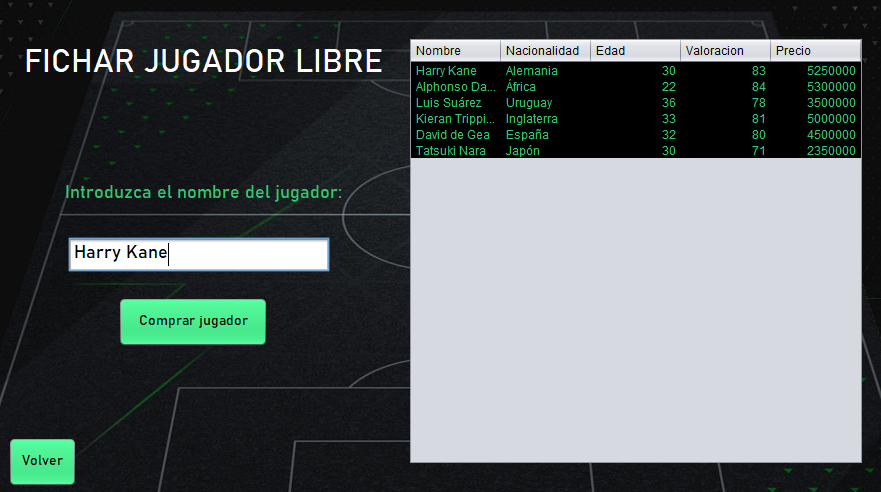 FICHAR JUGADOR LIBRE
Introduzca el nombre del jugador:
Harry Kane
Comprar jugador
Volver
Nombre Nacionalidad Edad Valoracion Precio
Harry Kane Alemania 30 83 5250000
Alphonso Da... África 22 84 5300000
Luis Suárez Uruguay 36 78 3500000
Kieran Trippi... Inglaterra 33 81 5000000
David de Gea España 32 80 4500000
Tatsuki Nara Japón 30 71 2350000